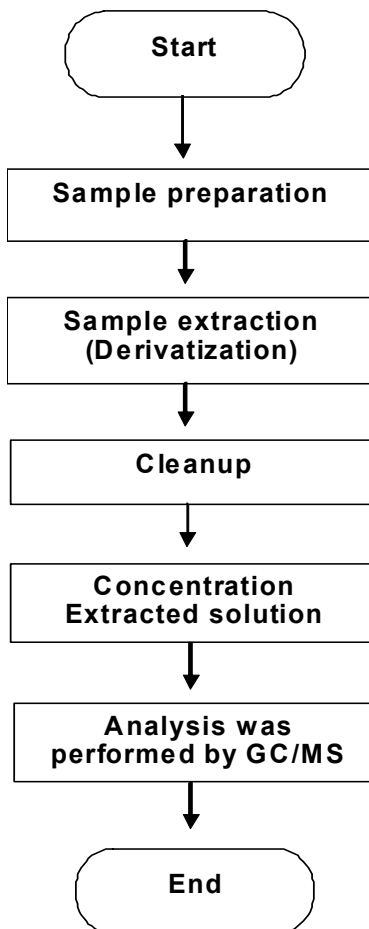 Start
Sample preparation
Sample extraction
(Derivatization)
Cleanup
Concentration
Extracted solution
Analysis was
performed by GC/MS
End